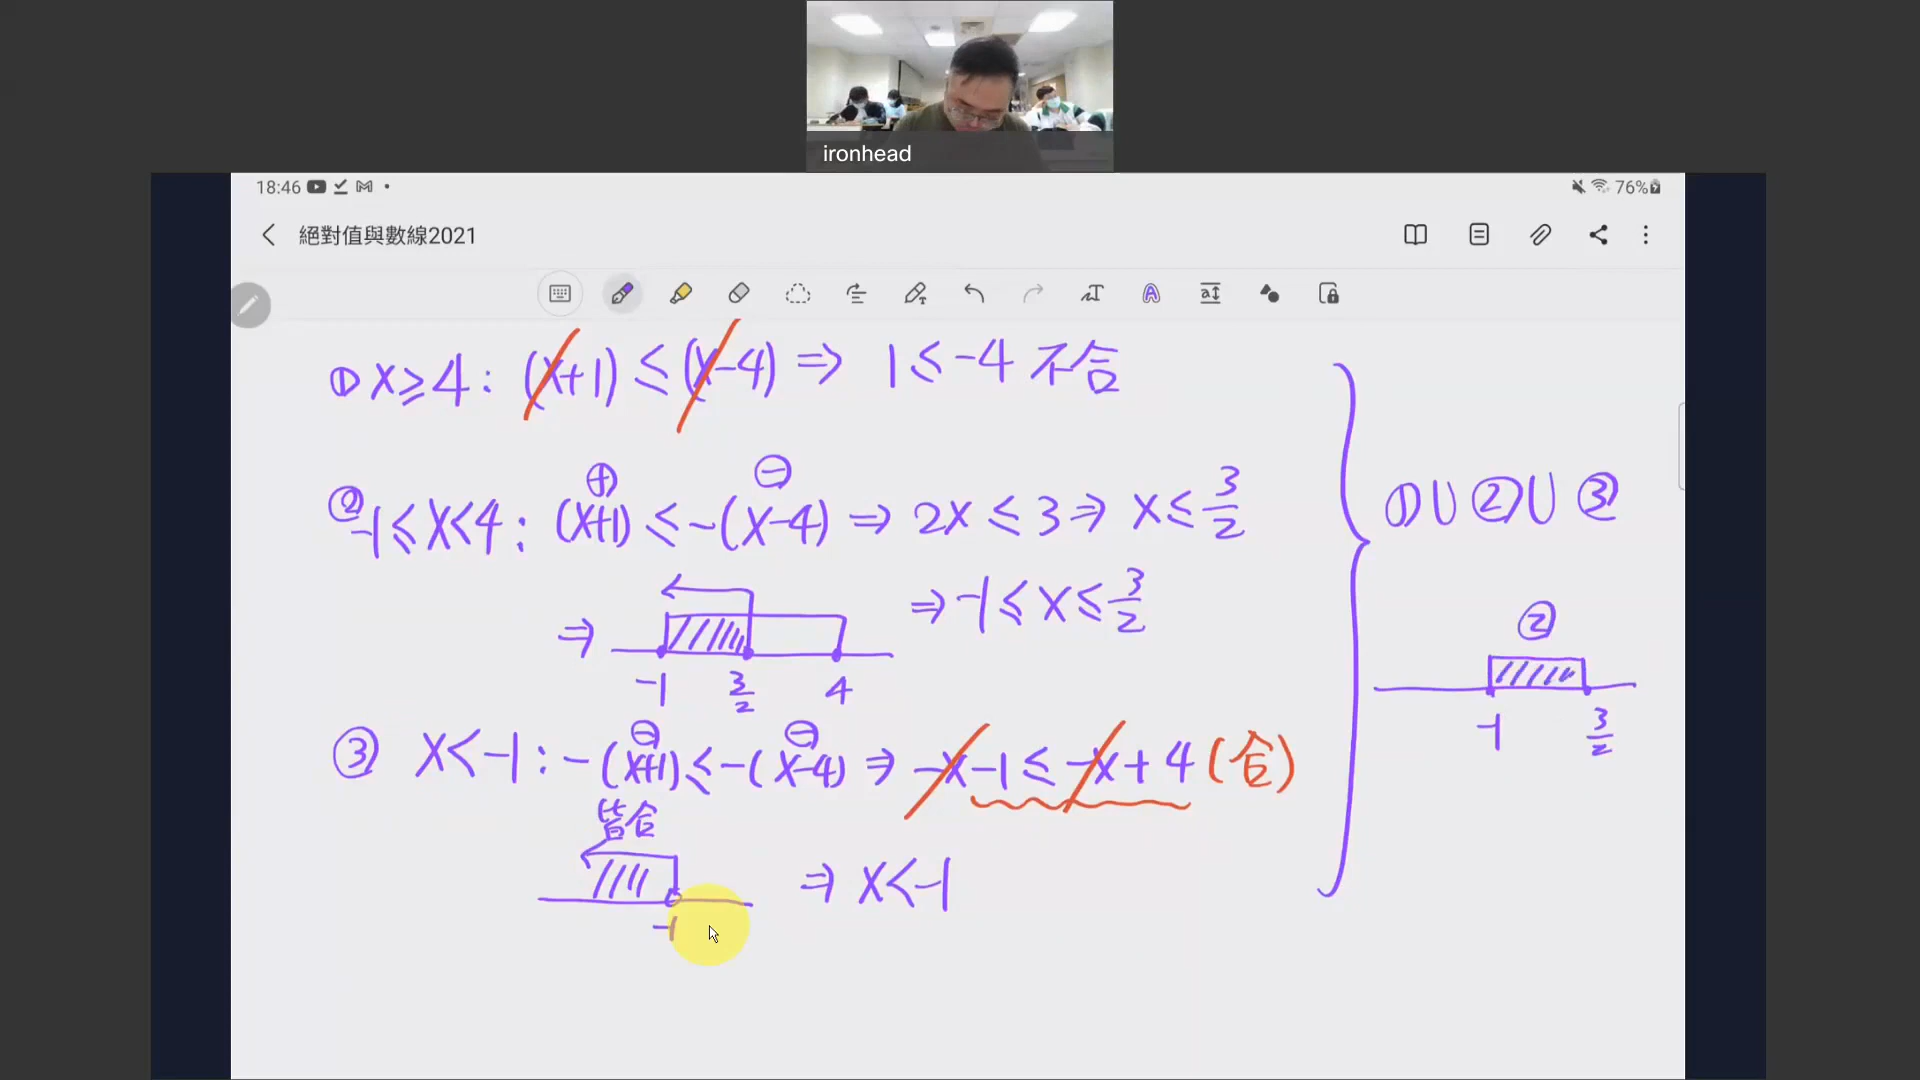 ironhead
18:46 76%
絕對值與數線2021
① x≥4: (x+1) ≤ (x-4) ⇒ 1 ≤ -4 不合
⊕ ⊖
② -1≤x<4: (x+1) ≤ -(x-4) ⇒ 2x ≤ 3 ⇒ x ≤ 3/2
⇒ -1 ≤ x ≤ 3/2
⇒
-1 3/2 4
⊖ ⊖
③ x<-1: -(x+1) ≤ -(x-4) ⇒ -x-1 ≤ -x+4 (合)
皆合
⇒ x<-1
-1
①∪②∪③
②
-1 3/2